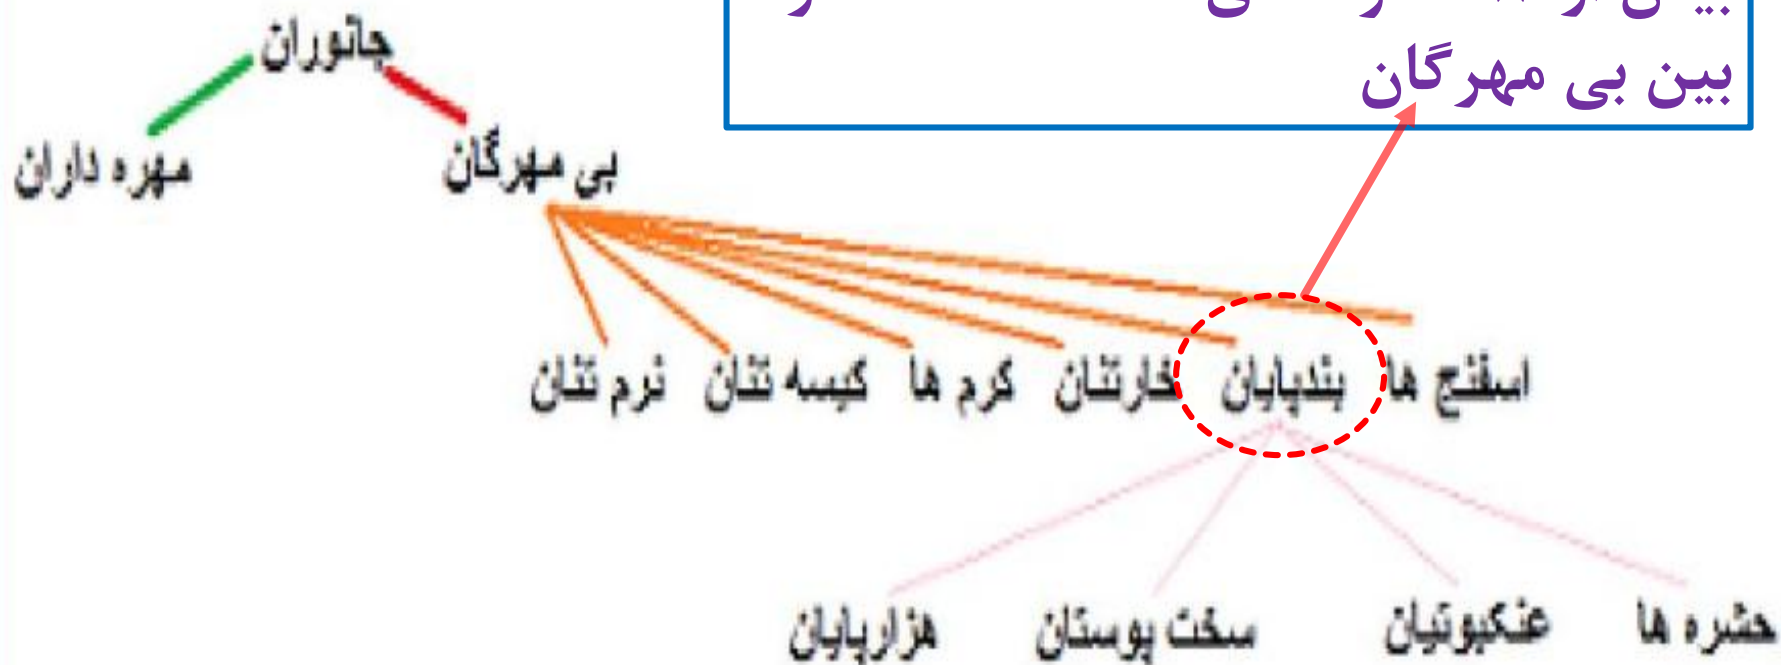 بین بی مهرگان
جانوران
مهره داران
بی مهرگان
اسفنج ها
بندپایان
خارتنان
کرم ها
کیسه تنان
نرم تنان
حشره ها
عنکبوتیان
سخت پوستان
هزارپایان